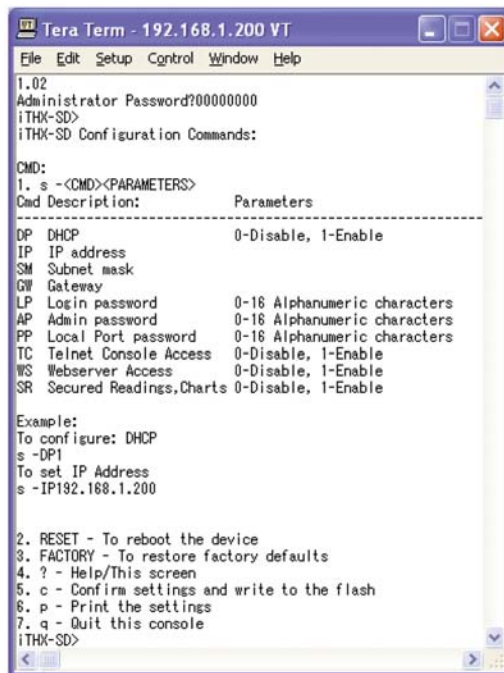 Tera Term - 192.168.1.200 VT
File Edit Setup Control Window Help
1.02
Administrator Password?00000000
iTHX-SD>
iTHX-SD Configuration Commands:
CMD:
1. s -<CMD><PARAMETERS>
Cmd Description: Parameters
--------------------------------------------------------------
DP DHCP 0-Disable, 1-Enable
IP IP address
SM Subnet mask
GW Gateway
LP Login password 0-16 Alphanumeric characters
AP Admin password 0-16 Alphanumeric characters
PP Local Port password 0-16 Alphanumeric characters
TC Telnet Console Access 0-Disable, 1-Enable
WS Webserver Access 0-Disable, 1-Enable
SR Secured Readings,Charts 0-Disable, 1-Enable
Example:
To configure: DHCP
s -DP1
To set IP Address
s -IP192.168.1.200
2. RESET - To reboot the device
3. FACTORY - To restore factory defaults
4. ? - Help/This screen
5. c - Confirm settings and write to the flash
6. p - Print the settings
7. q - Quit this console
iTHX-SD>